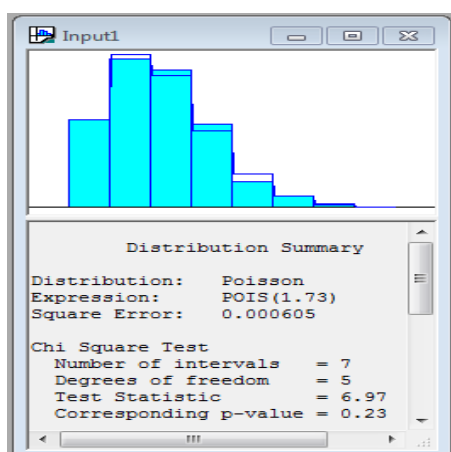 Input1
Distribution Summary
Distribution: Poisson
Expression: POIS(1.73)
Square Error: 0.000605
Chi Square Test
Number of intervals = 7
Degrees of freedom = 5
Test Statistic = 6.97
Corresponding p-value = 0.23